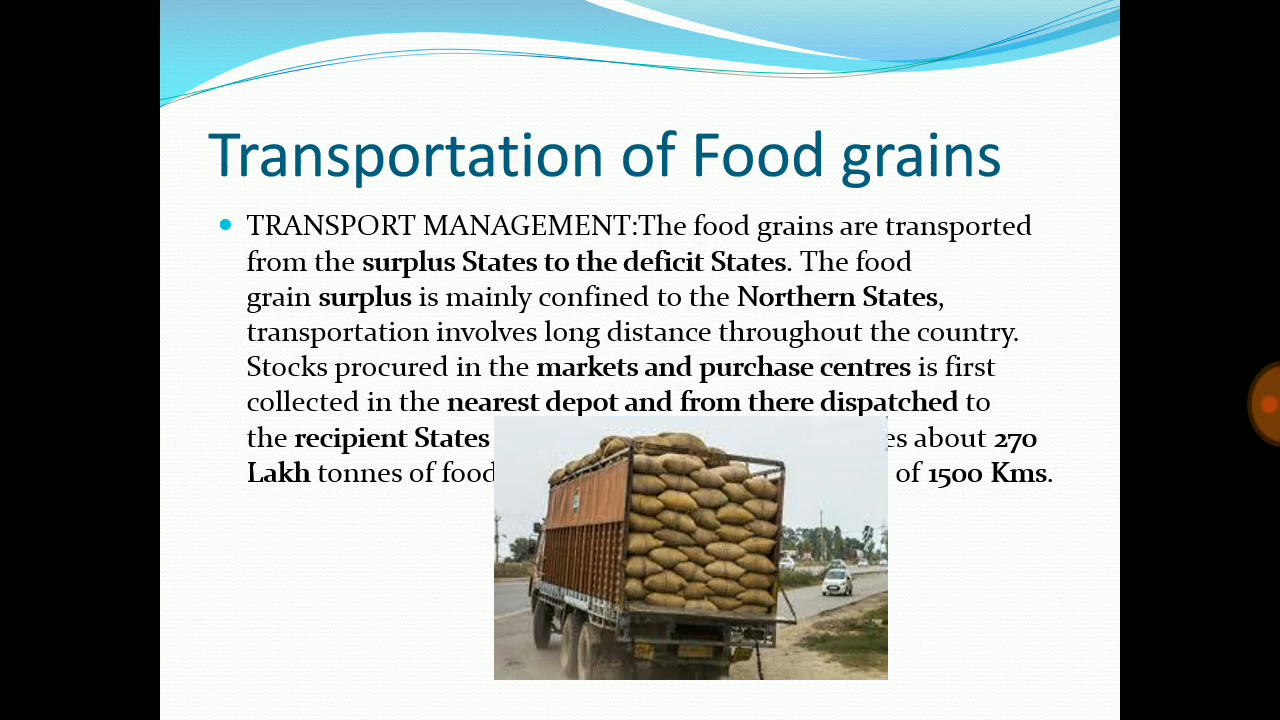 Transportation of Food grains
TRANSPORT MANAGEMENT:The food grains are transported
from the surplus States to the deficit States. The food
grain surplus is mainly confined to the Northern States,
transportation involves long distance throughout the country.
Stocks procured in the markets and purchase centres is first
collected in the nearest depot and from there dispatched to
the recipient States es about 270
Lakh tonnes of food of 1500 Kms.